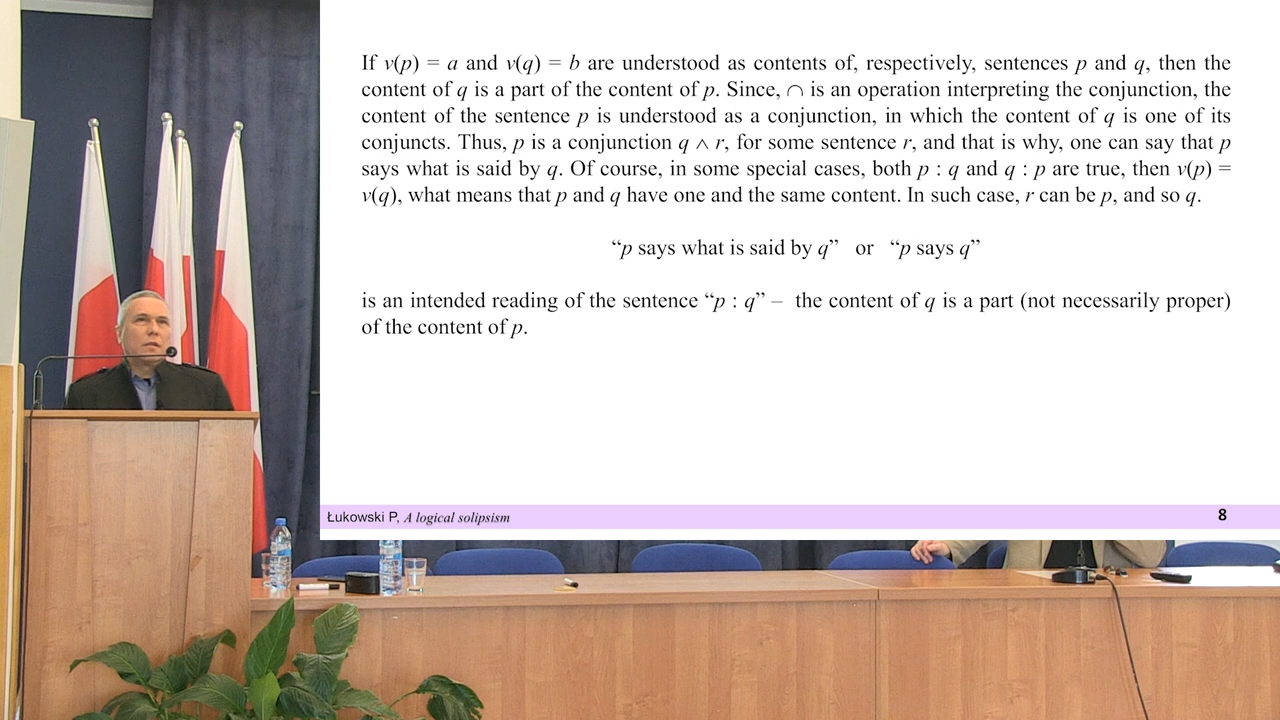 If v(p) = a and v(q) = b are understood as contents of, respectively, sentences p and q, then the
content of q is a part of the content of p. Since, ∩ is an operation interpreting the conjunction, the
content of the sentence p is understood as a conjunction, in which the content of q is one of its
conjuncts. Thus, p is a conjunction q ∧ r, for some sentence r, and that is why, one can say that p
says what is said by q. Of course, in some special cases, both p : q and q : p are true, then v(p) =
v(q), what means that p and q have one and the same content. In such case, r can be p, and so q.
“p says what is said by q” or “p says q”
is an intended reading of the sentence “p : q” – the content of q is a part (not necessarily proper)
of the content of p.
Łukowski P, A logical solipsism 8